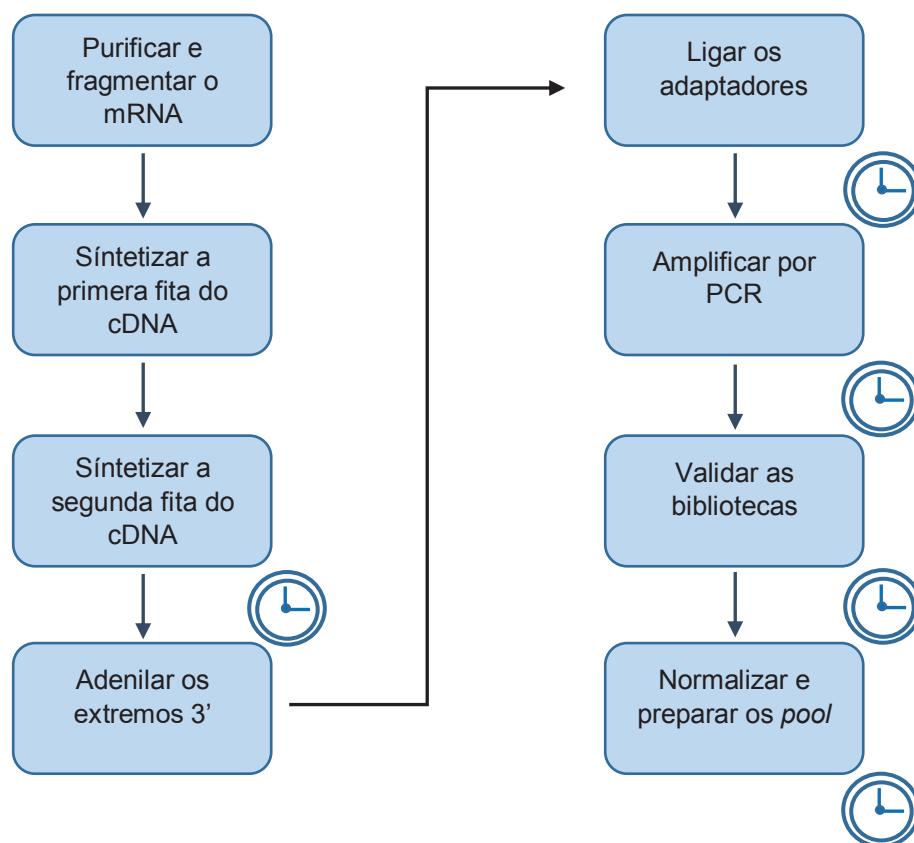 Purificar e
fragmentar o
mRNA
Síntetizar a
primera fita do
cDNA
Síntetizar a
segunda fita do
cDNA
Adenilar os
extremos 3’
Ligar os
adaptadores
Amplificar por
PCR
Validar as
bibliotecas
Normalizar e
preparar os pool